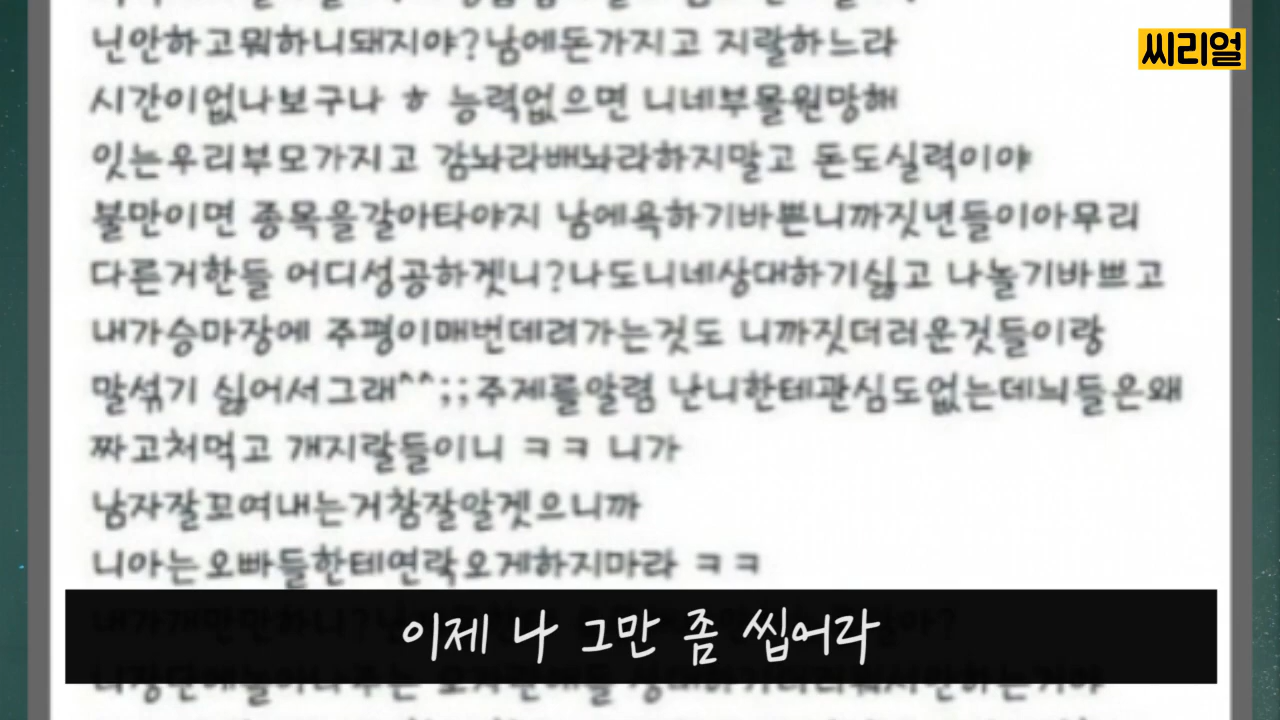 닌안하고뭐하니돼지야?남에돈가지고 지랄하느라
씨리얼
시간이없나보구나 ㅎ 능력없으면 니네부몰원망해
잇는우리부모가지고 감놔라배놔라하지말고 돈도실력이야
불만이면 종목을갈아타야지 남에욕하기바쁜니까짓년들이아무리
다른거한들 어디성공하겟니?나도니네상대하기싫고 나놀기바쁘고
내가승마장에 주평이매번데려가는것도 니까짓더러운것들이랑
말섞기 싫어서그래^^;;주제를알렴 난니한테관심도없는데늬들은왜
짜고처먹고 개지랄들이니 ㅋㅋ 니가
남자잘꼬여내는거참잘알겟으니까
니아는오빠들한테연락오게하지마라 ㅋㅋ
이제 나 그만 좀 씹어라